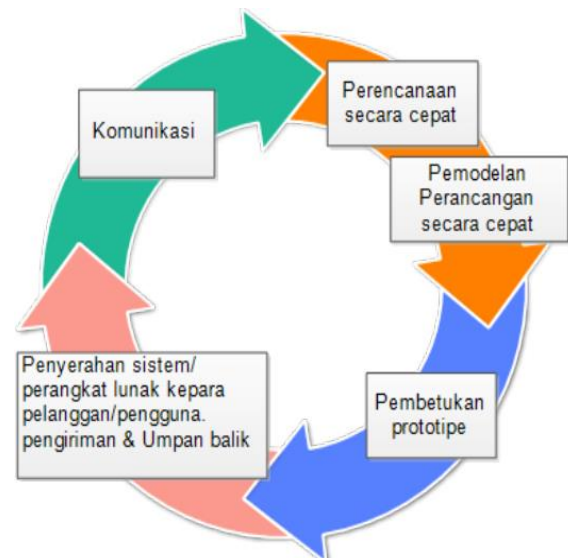 Komunikasi
Perencanaan
secara cepat
Pemodelan
Perancangan
secara cepat
Pembetukan
prototipe
Penyerahan sistem/
perangkat lunak kepara
pelanggan/pengguna.
pengiriman & Umpan balik